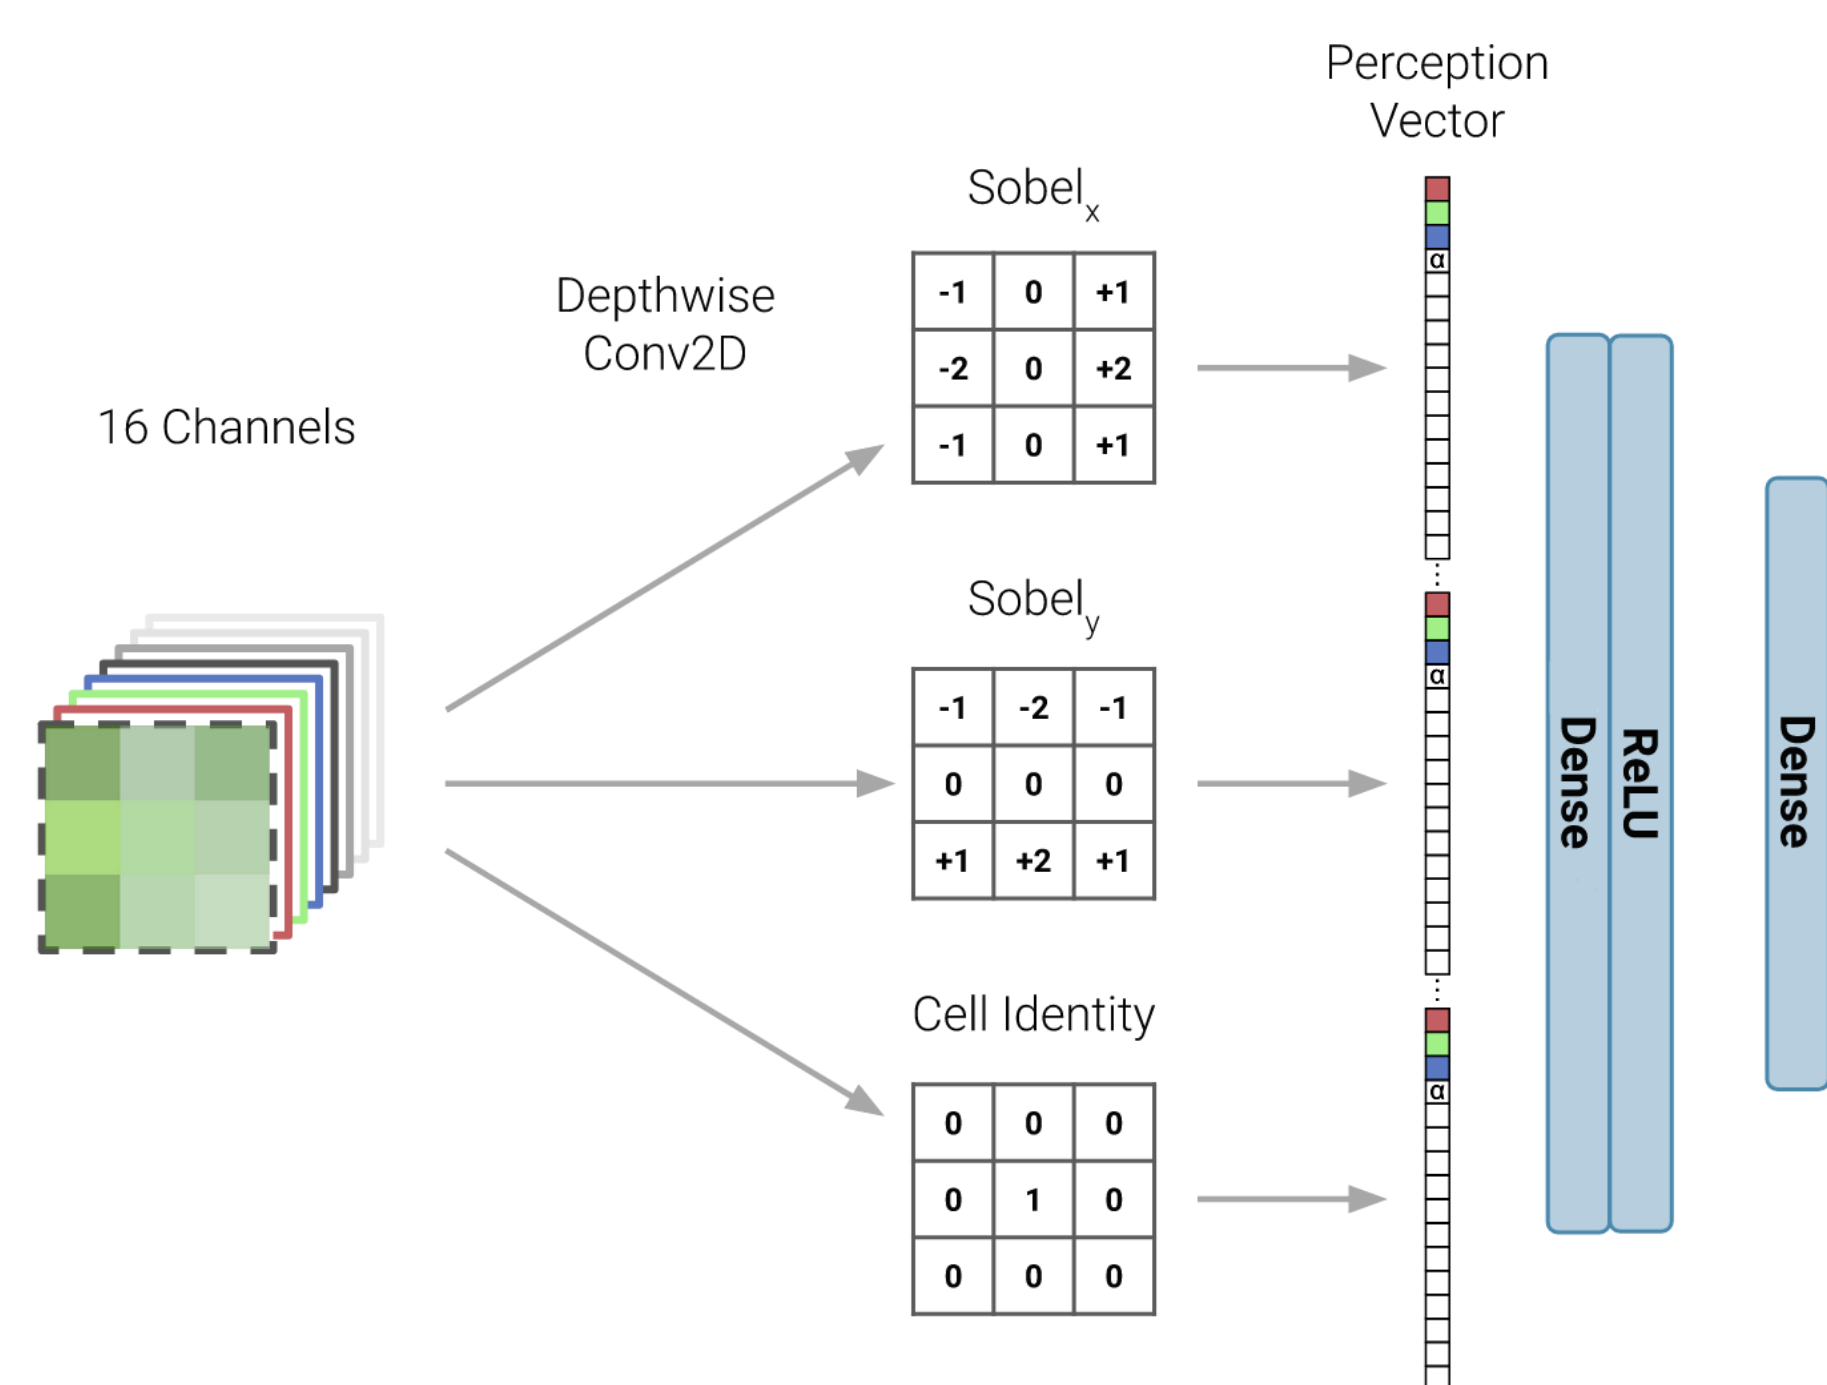 Perception
Vector
Sobelx
α
Depthwise
Conv2D
-1 0 +1
-2 0 +2
-1 0 +1
16 Channels
Sobely
α
-1 -2 -1
0 0 0
+1 +2 +1
Dense
ReLU
Dense
Cell Identity
α
0 0 0
0 1 0
0 0 0